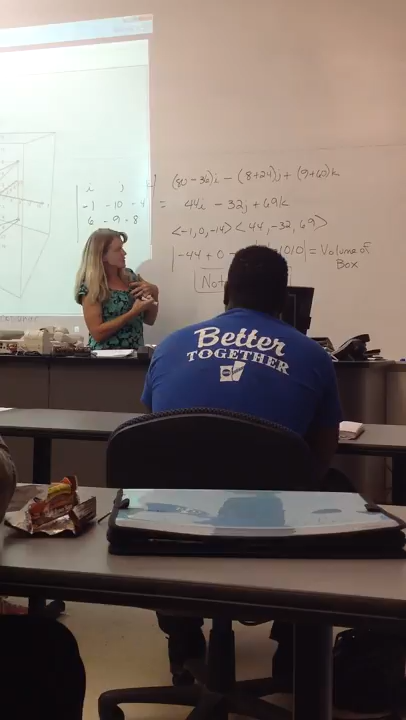 i j k
-1 -10 -4
6 -9 -8
(80-36)i - (8+24)j + (9+60)k
= 44i - 32j + 69k
<-1, 0, -14> <44, -32, 69>
|-44 + 0 - 1010| = Volume of
Box
Not
Better
TOGETHER